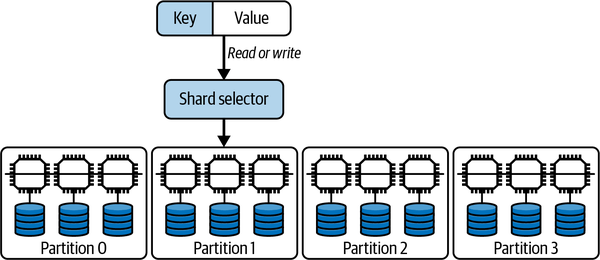 Key
Value
Read or write
Shard selector
Partition 0
Partition 1
Partition 2
Partition 3